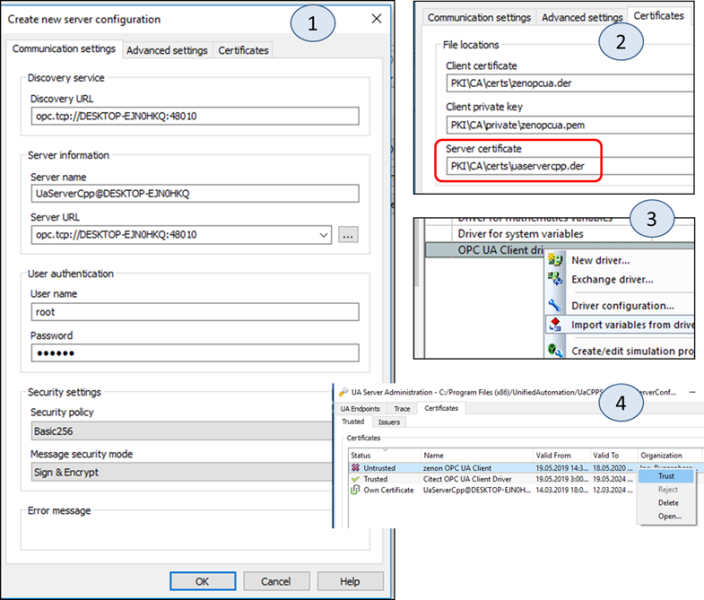 Create new server configuration
1
Communication settings Advanced settings Certificates
Discovery service
Discovery URL
opc.tcp://DESKTOP-EJN0HKQ:48010
Server information
Server name
UaServerCpp@DESKTOP-EJN0HKQ
Server URL
opc.tcp://DESKTOP-EJN0HKQ:48010
...
User authentication
User name
root
Password
●●●●●●
Security settings
Security policy
Basic256
Message security mode
Sign & Encrypt
Error message
OK Cancel Help
Communication settings Advanced settings Certificates
2
File locations
Client certificate
PKI\CA\certs\zenopcua.der
Client private key
PKI\CA\private\zenopcua.pem
Server certificate
PKI\CA\certs\uaservercpp.der
3
Driver for mathematics variables
Driver for system variables
OPC UA Client dri
New driver...
Exchange driver...
Driver configuration...
Import variables from drive
Create/edit simulation pro
UA Server Administration - C:/Program Files (x86)/UnifiedAutomation/UaCPPS erverConf...
4
UA Endpoints Trace Certificates
Trusted Issuers
Certificates
Status Name Valid From Valid To Organization
Untrusted zenon OPC UA Client 19.05.2019 14:3... 18.05.2020 ...
Trusted Citect OPC UA Client Driver 19.05.2019 3:00... 19.05.2024 ...
Own Certificate UaServerCpp@DESKTOP-EJN0H... 14.03.2019 18:0... 12.03.2024 ...
Trust
Reject
Delete
Open...